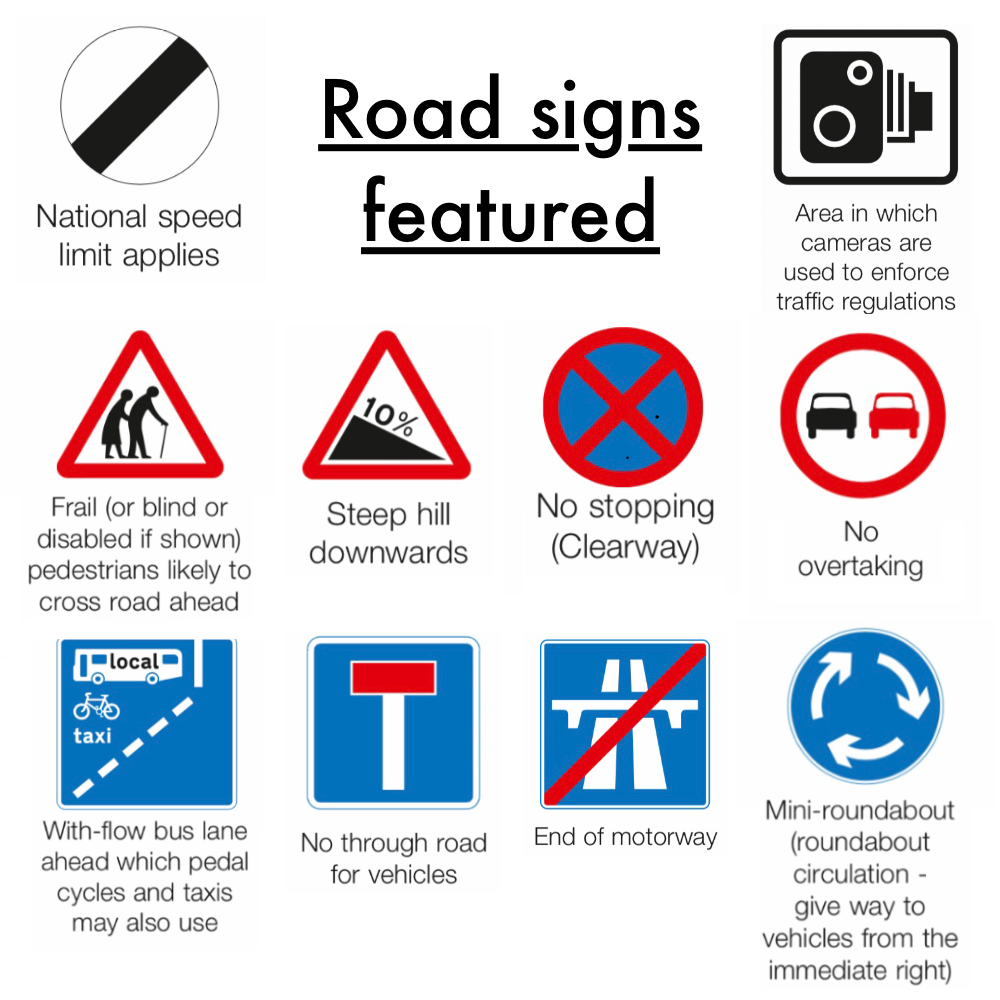 Road signs
featured
National speed
limit applies
Area in which
cameras are
used to enforce
traffic regulations
10%
Frail (or blind or
disabled if shown)
pedestrians likely to
cross road ahead
Steep hill
downwards
No stopping
(Clearway)
No
overtaking
local
taxi
With-flow bus lane
ahead which pedal
cycles and taxis
may also use
No through road
for vehicles
End of motorway
Mini-roundabout
(roundabout
circulation -
give way to
vehicles from the
immediate right)